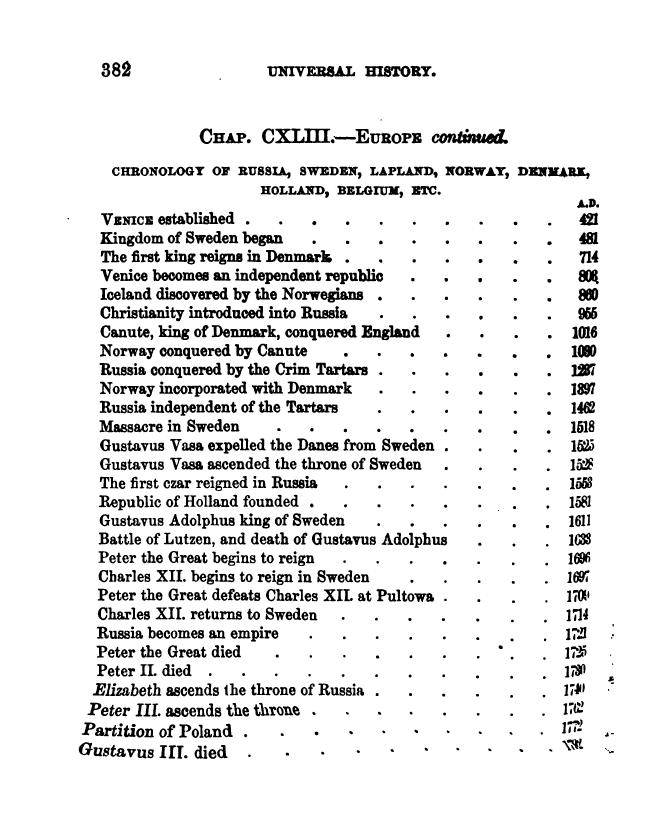 382 UNIVERSAL HISTORY.
CHAP. CXLIII.—EUROPE continued.
CHRONOLOGY OF RUSSIA, SWEDEN, LAPLAND, NORWAY, DENMARK,
HOLLAND, BELGIUM, ETC.
A.D.
VENICE established . . . . . . . . . . 421
Kingdom of Sweden began . . . . . . . . 481
The first king reigns in Denmark . . . . . . . 714
Venice becomes an independent republic . . . . . 808
Iceland discovered by the Norwegians . . . . . . 860
Christianity introduced into Russia . . . . . . 955
Canute, king of Denmark, conquered England . . . . 1016
Norway conquered by Canute . . . . . . .
Russia conquered by the Crim Tartars . . . . . . 1237
Norway incorporated with Denmark . . . . . . 1397
Russia independent of the Tartars . . . . . . 1462
Massacre in Sweden . . . . . . . . . 1518
Gustavus Vasa expelled the Danes from Sweden . . . . 1525
Gustavus Vasa ascended the throne of Sweden . . . . 1528
The first czar reigned in Russia . . . . . . . 1553
Republic of Holland founded . . . . . . . . 1581
Gustavus Adolphus king of Sweden . . . . . . 1611
Battle of Lutzen, and death of Gustavus Adolphus . . . 1633
Peter the Great begins to reign . . . . . . . 1696
Charles XII. begins to reign in Sweden . . . . . 1697
Peter the Great defeats Charles XII. at Pultowa . . . . 1709
Charles XII. returns to Sweden . . . . . . . 1714
Russia becomes an empire . . . . . . . . 1721
Peter the Great died . . . . . . . . . 1725
Peter II. died . . . . . . . . . . . 1730
Elizabeth ascends the throne of Russia . . . . . . 1740
Peter III. ascends the throne . . . . . . . . 1762
Partition of Poland . . . . . . . . . . 1772
Gustavus III. died . . . . . . . . . .